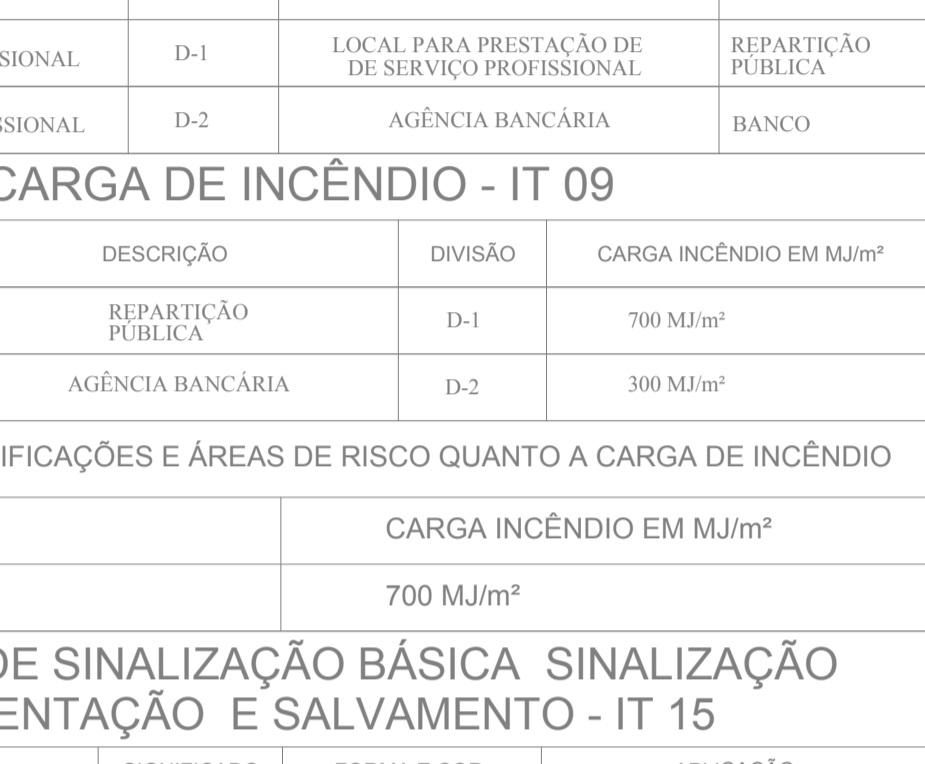 SIONAL D-1 LOCAL PARA PRESTAÇÃO DE REPARTIÇÃO
DE SERVIÇO PROFISSIONAL PÚBLICA
SSIONAL D-2 AGÊNCIA BANCÁRIA BANCO
CARGA DE INCÊNDIO - IT 09
DESCRIÇÃO DIVISÃO CARGA INCÊNDIO EM MJ/m²
REPARTIÇÃO
PÚBLICA D-1 700 MJ/m²
AGÊNCIA BANCÁRIA D-2 300 MJ/m²
IFICAÇÕES E ÁREAS DE RISCO QUANTO A CARGA DE INCÊNDIO
CARGA INCÊNDIO EM MJ/m²
700 MJ/m²
DE SINALIZAÇÃO BÁSICA SINALIZAÇÃO
ENTAÇÃO E SALVAMENTO - IT 15